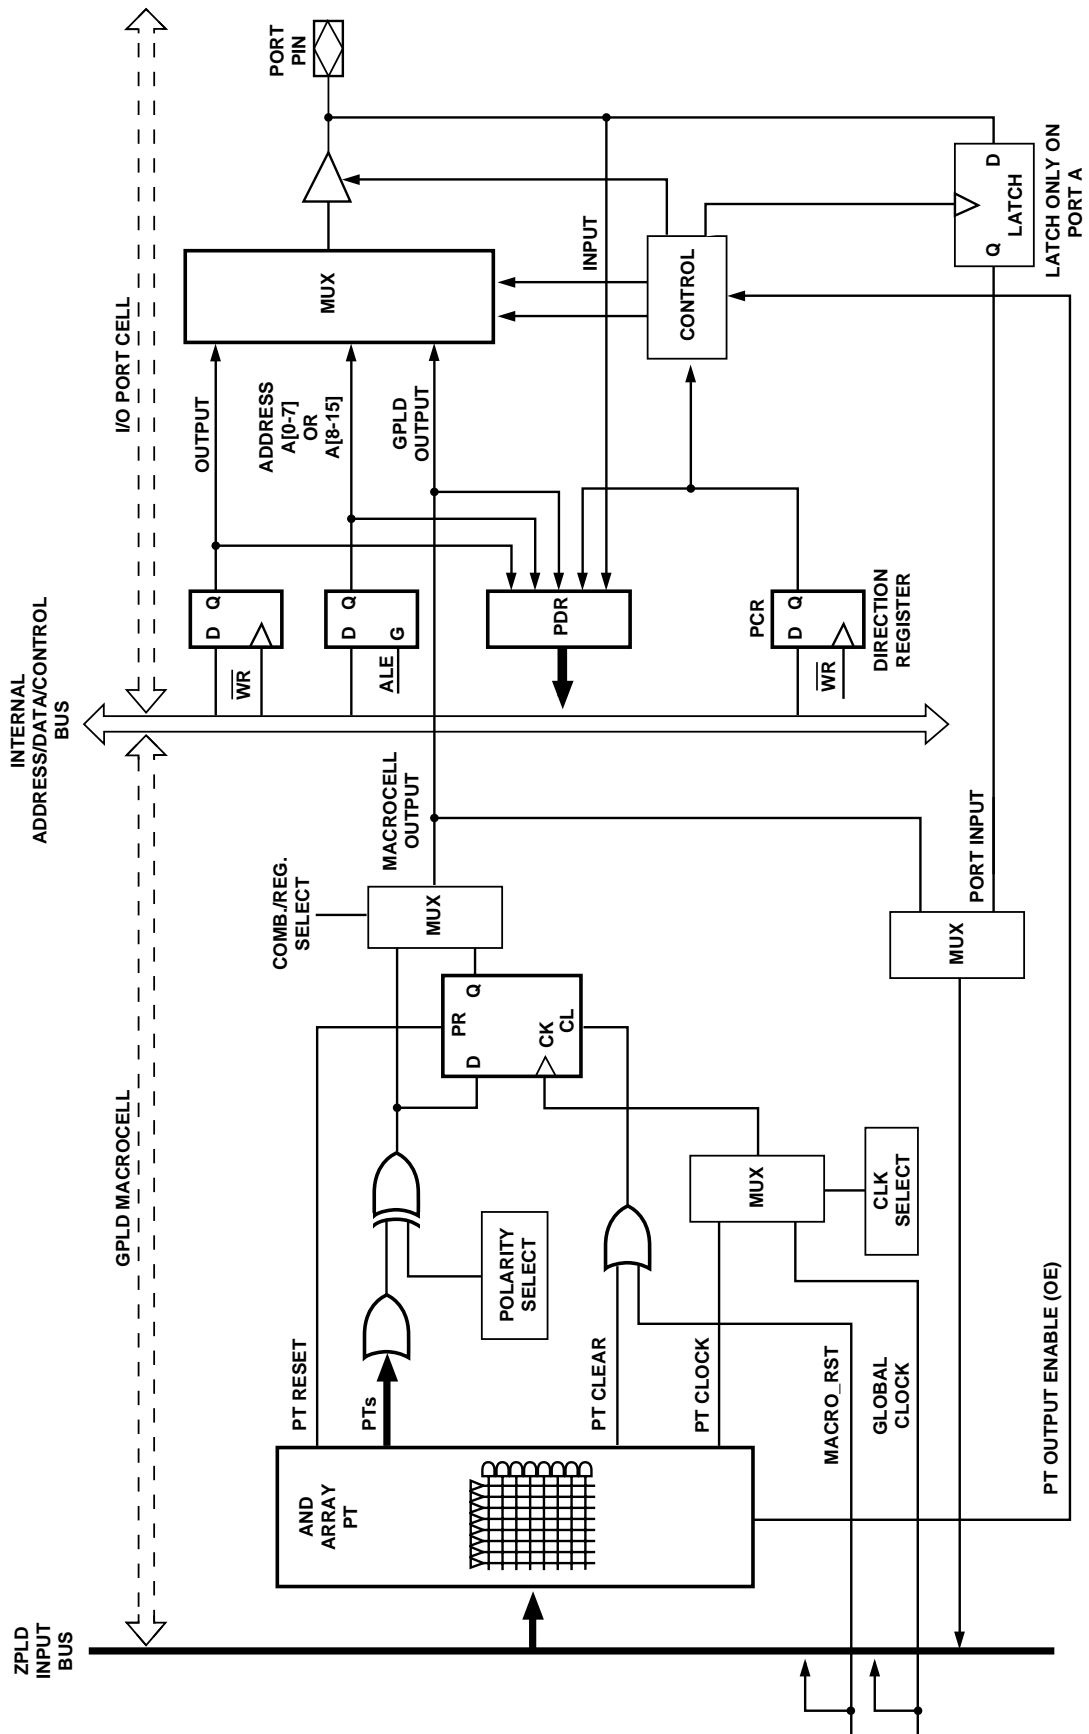 ZPLD
INPUT
BUS
GPLD MACROCELL
INTERNAL
ADDRESS/DATA/CONTROL
BUS
I/O PORT CELL
AND
ARRAY
PT
PT RESET
PTs
PT CLEAR
PT CLOCK
MACRO_RST
GLOBAL
CLOCK
PT OUTPUT ENABLE (OE)
POLARITY
SELECT
MUX
CLK
SELECT
PR
D
Q
CK
CL
COMB./REG.
SELECT
MUX
MACROCELL
OUTPUT
MUX
PORT INPUT
D
Q
WR
D
Q
G
ALE
PDR
PCR
D
Q
WR
DIRECTION
REGISTER
OUTPUT
ADDRESS
A[0-7]
OR
A[8-15]
GPLD
OUTPUT
MUX
INPUT
CONTROL
PORT
PIN
Q
D
LATCH
LATCH ONLY ON
PORT A